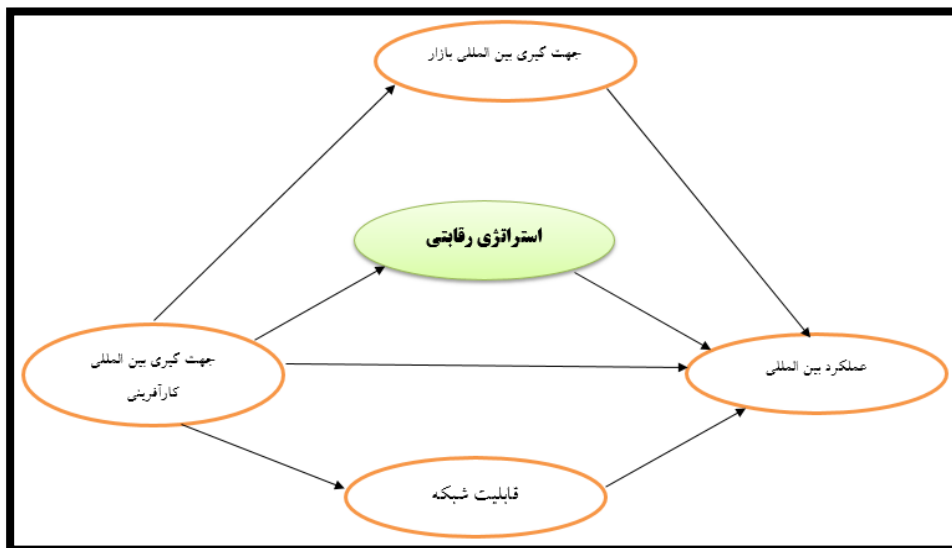 جهت گیری بین المللی بازار
استراتژی رقابتی
جهت گیری بین المللی
کارآفرینی
عملکرد بین المللی
قابلیت شبکه